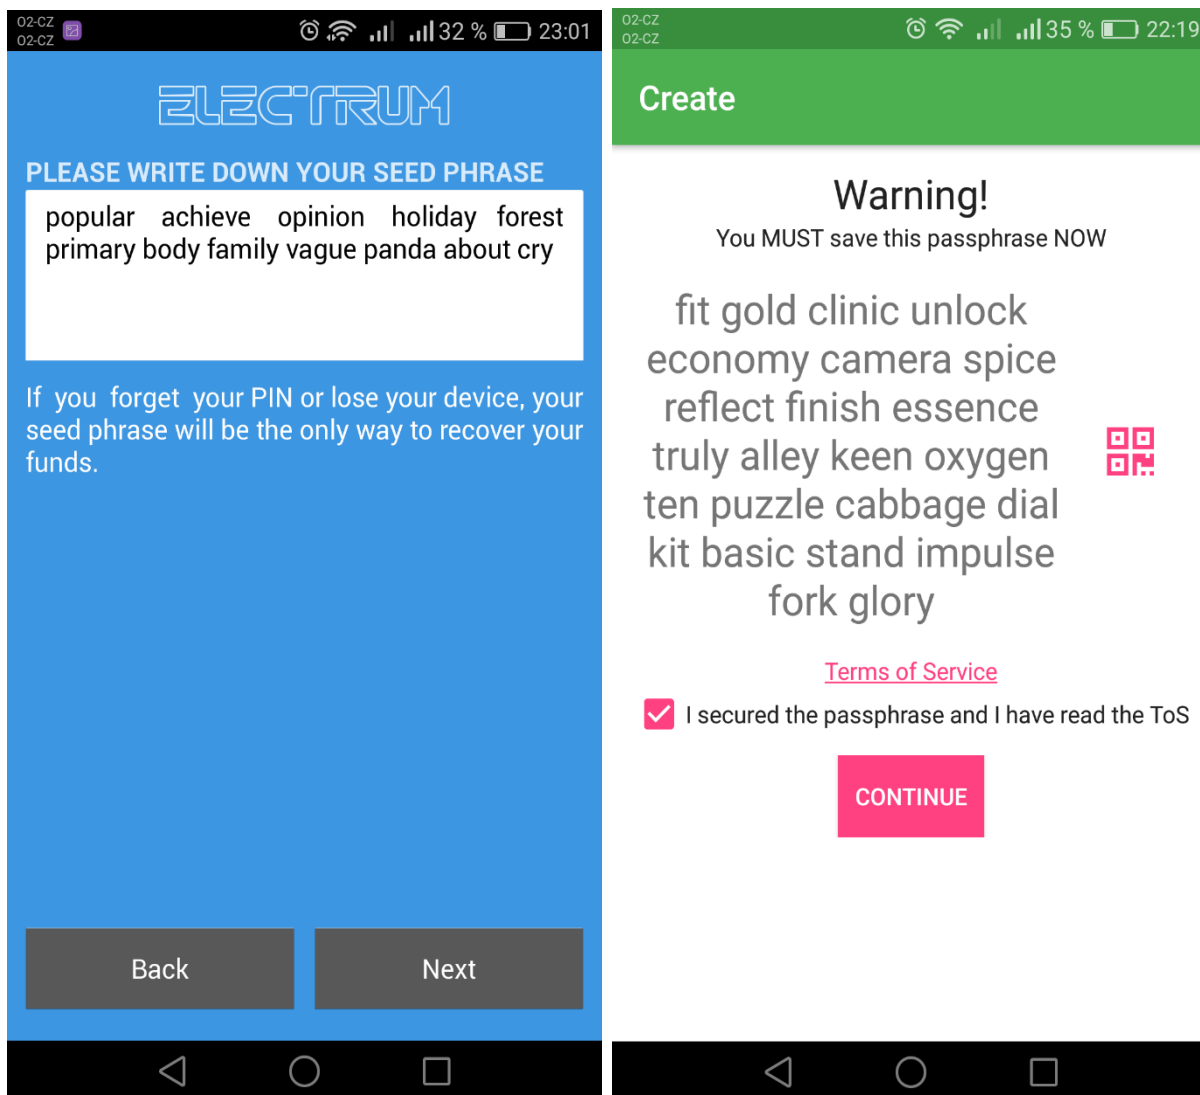 O2-CZ
O2-CZ
32 % 23:01
ELECTRUM
PLEASE WRITE DOWN YOUR SEED PHRASE
popular achieve opinion holiday forest
primary body family vague panda about cry
If you forget your PIN or lose your device, your
seed phrase will be the only way to recover your
funds.
Back Next
O2-CZ
O2-CZ
35 % 22:19
Create
Warning!
You MUST save this passphrase NOW
fit gold clinic unlock
economy camera spice
reflect finish essence
truly alley keen oxygen
ten puzzle cabbage dial
kit basic stand impulse
fork glory
Terms of Service
I secured the passphrase and I have read the ToS
CONTINUE